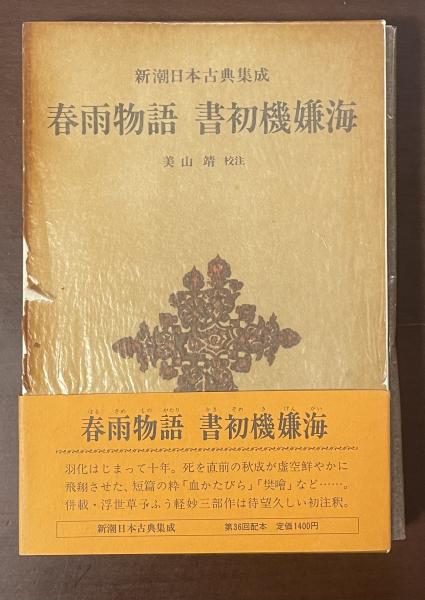 新潮日本古典集成
春雨物語 書初機嫌海
美山 靖 校注
はる さめ もの がたり かき ぞめ き げん かい
春雨物語 書初機嫌海
羽化はじまって十年。死を直前の秋成が虚空鮮やかに
飛翔させた、短篇の粋「血かたびら」「樊噲」など……。
併載・浮世草子ふう軽妙三部作は待望久しい初注釈。
新潮日本古典集成 第36回配本 定価1400円